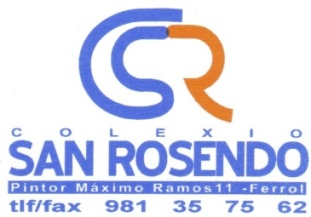 CSR
COLEXIO
SAN ROSENDO
Pintor Máximo Ramos11 -Ferrol
tlf/fax 981 35 75 62